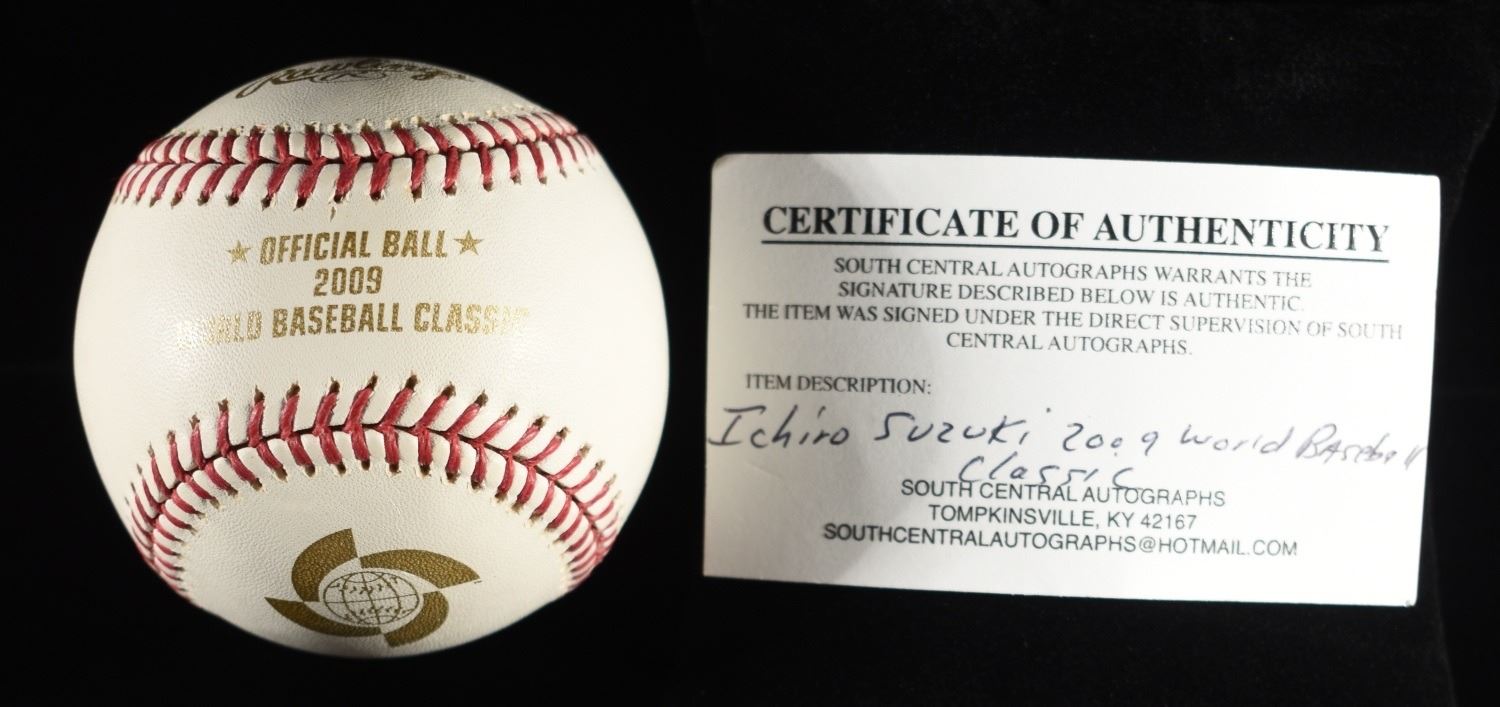 Rawlings
OFFICIAL BALL
2009
WORLD BASEBALL CLASSIC
CERTIFICATE OF AUTHENTICITY
SOUTH CENTRAL AUTOGRAPHS WARRANTS THE
SIGNATURE DESCRIBED BELOW IS AUTHENTIC.
THE ITEM WAS SIGNED UNDER THE DIRECT SUPERVISION OF SOUTH
CENTRAL AUTOGRAPHS.
ITEM DESCRIPTION:
Ichiro Suzuki 2009 World Baseball
Classic
SOUTH CENTRAL AUTOGRAPHS
TOMPKINSVILLE, KY 42167
SOUTHCENTRALAUTOGRAPHS@HOTMAIL.COM